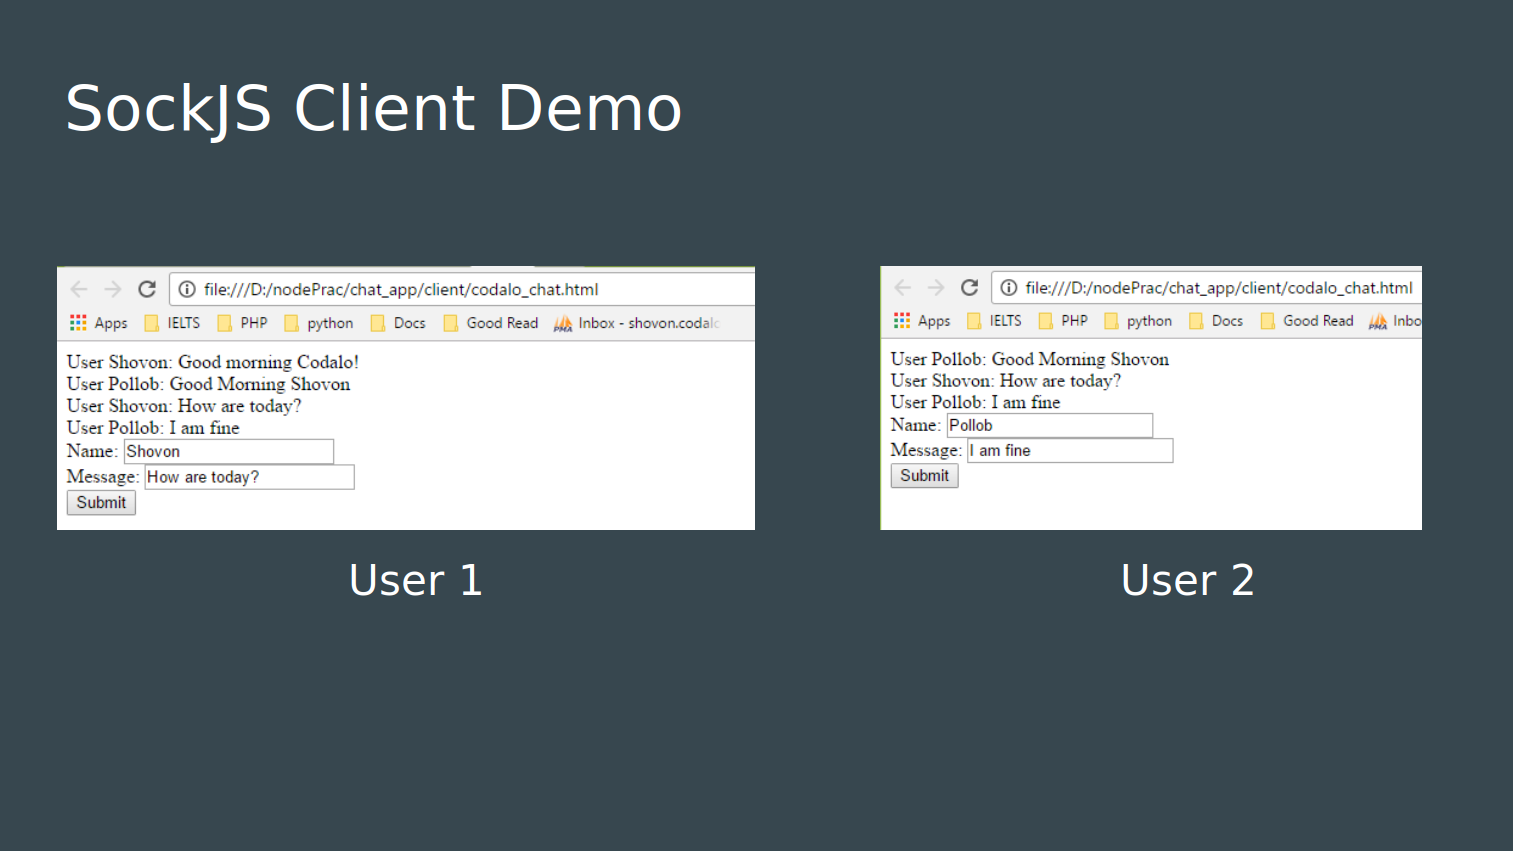 SockJS Client Demo
file:///D:/nodePrac/chat_app/client/codalo_chat.html
Apps IELTS PHP python Docs Good Read Inbox - shovon.codalo
User Shovon: Good morning Codalo!
User Pollob: Good Morning Shovon
User Shovon: How are today?
User Pollob: I am fine
Name: Shovon
Message: How are today?
Submit
User 1
file:///D:/nodePrac/chat_app/client/codalo_chat.html
Apps IELTS PHP python Docs Good Read Inbo
User Pollob: Good Morning Shovon
User Shovon: How are today?
User Pollob: I am fine
Name: Pollob
Message: I am fine
Submit
User 2